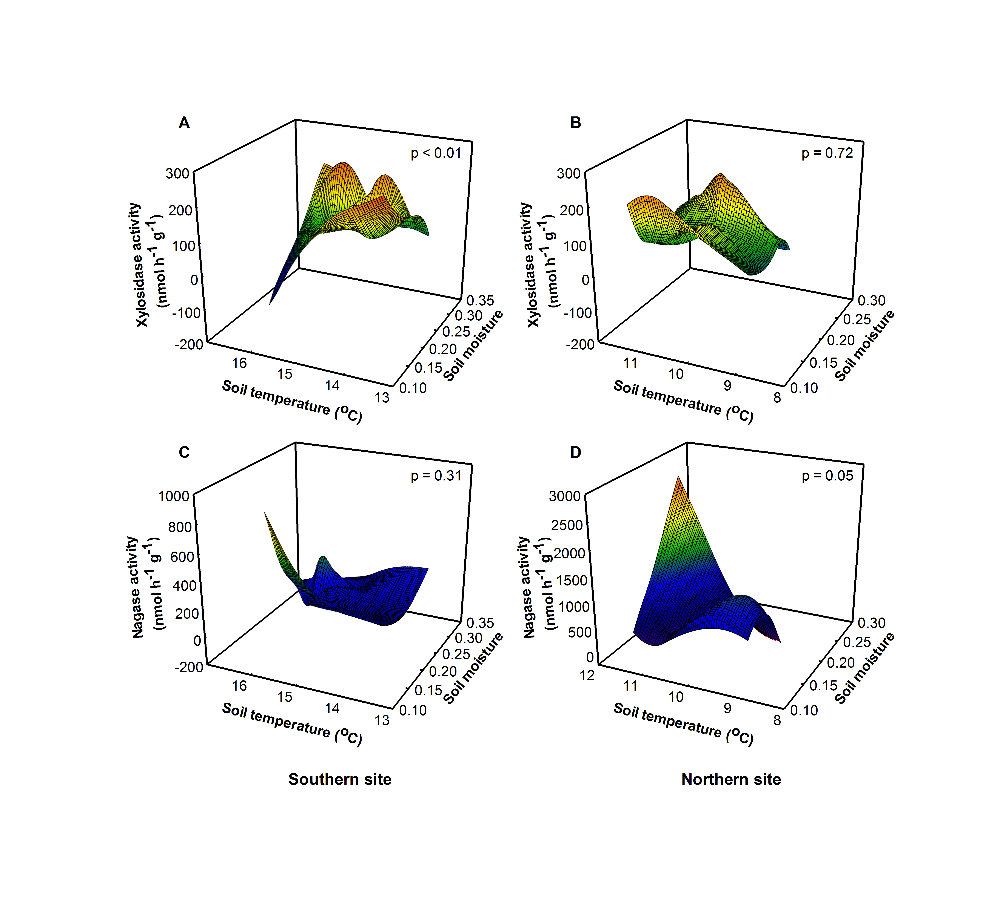 A
p < 0.01
300
200
100
0
-100
-200
Xylosidase activity
(nmol h-1 g-1)
16
15
14
13
Soil temperature (oC)
0.35
0.30
0.25
0.20
0.15
0.10
Soil moisture
B
p = 0.72
300
200
100
0
-100
-200
Xylosidase activity
(nmol h-1 g-1)
11
10
9
8
Soil temperature (oC)
0.30
0.25
0.20
0.15
0.10
Soil moisture
C
p = 0.31
1000
800
600
400
200
0
-200
Nagase activity
(nmol h-1 g-1)
16
15
14
13
Soil temperature (oC)
0.35
0.30
0.25
0.20
0.15
0.10
Soil moisture
D
p = 0.05
3000
2500
2000
1500
1000
500
0
Nagase activity
(nmol h-1 g-1)
12
11
10
9
8
Soil temperature (oC)
0.30
0.25
0.20
0.15
0.10
Soil moisture
Southern site
Northern site